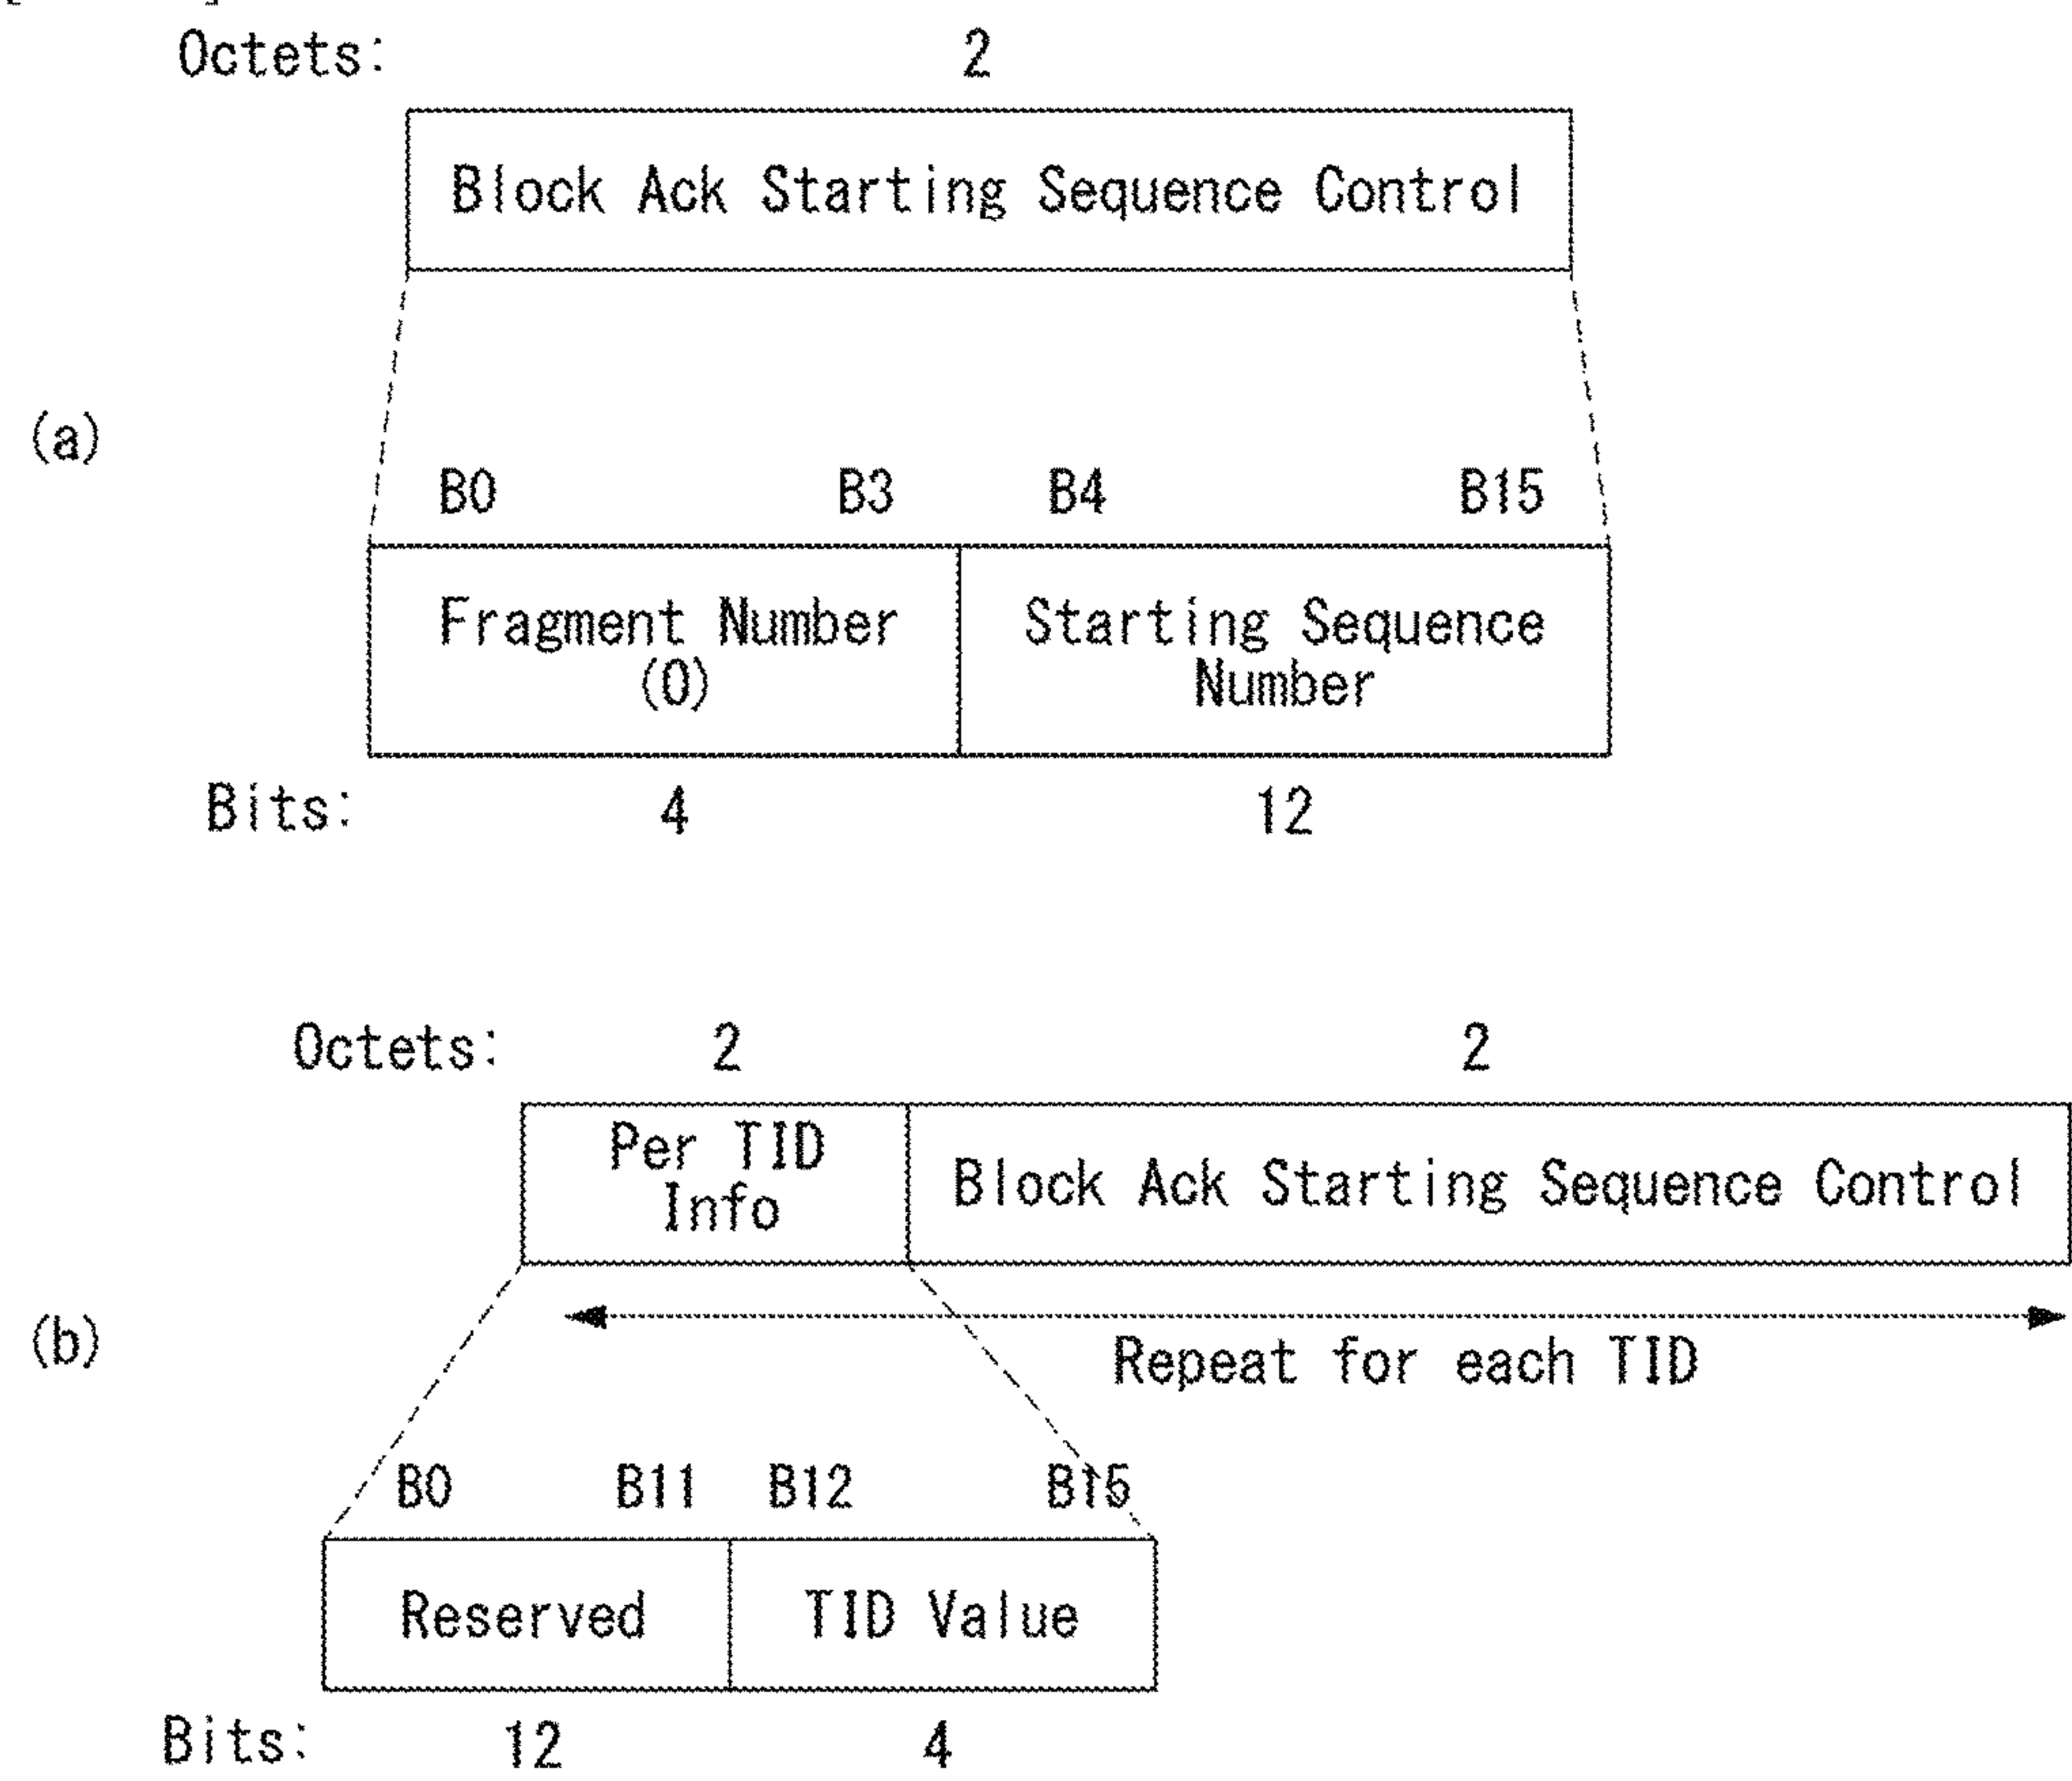 Octets: 2
Block Ack Starting Sequence Control
(a)
B0 B3 B4 B15
Fragment Number
(0)
Starting Sequence
Number
Bits: 4 12
Octets: 2 2
Per TID
Info
Block Ack Starting Sequence Control
(b)
Repeat for each TID
B0 B11 B12 B15
Reserved TID Value
Bits: 12 4